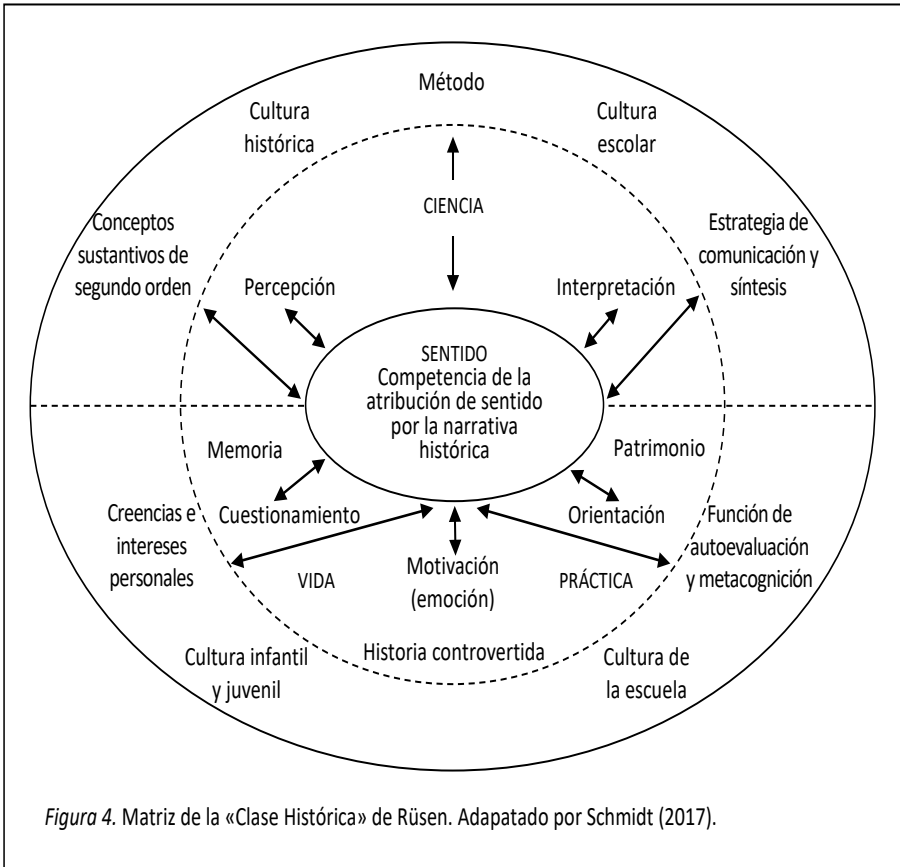 Método
Cultura
histórica
Cultura
escolar
CIENCIA
Conceptos
sustantivos de
segundo orden
Estrategia de
comunicación y
síntesis
Percepción
Interpretación
SENTIDO
Competencia de la
atribución de sentido
por la narrativa
histórica
Memoria
Patrimonio
Cuestionamiento
Orientación
Creencias e
intereses
personales
Función de
autoevaluación
y metacognición
VIDA
Motivación
(emoción)
PRÁCTICA
Historia controvertida
Cultura infantil
y juvenil
Cultura de
la escuela
Figura 4. Matriz de la «Clase Histórica» de Rüsen. Adapatado por Schmidt (2017).